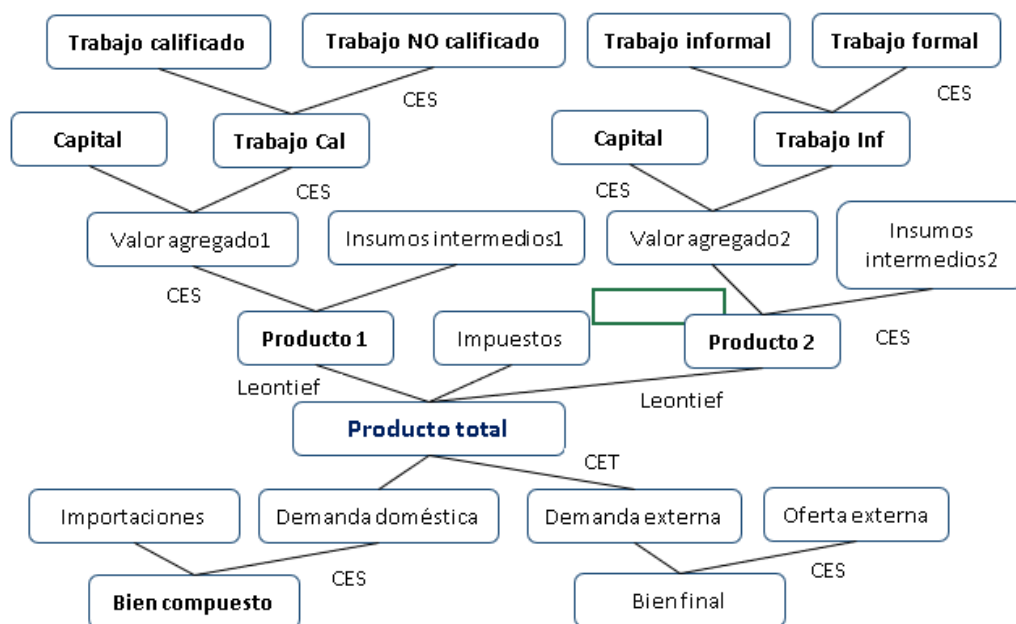 Trabajo calificado
Trabajo NO calificado
Trabajo informal
Trabajo formal
CES
CES
Capital
Trabajo Cal
Capital
Trabajo Inf
CES
CES
Valor agregado1
Insumos intermedios1
Valor agregado2
Insumos
intermedios2
CES
Producto 1
Impuestos
Producto 2
CES
Leontief
Leontief
Producto total
CET
Importaciones
Demanda doméstica
Demanda externa
Oferta externa
CES
CES
Bien compuesto
Bien final